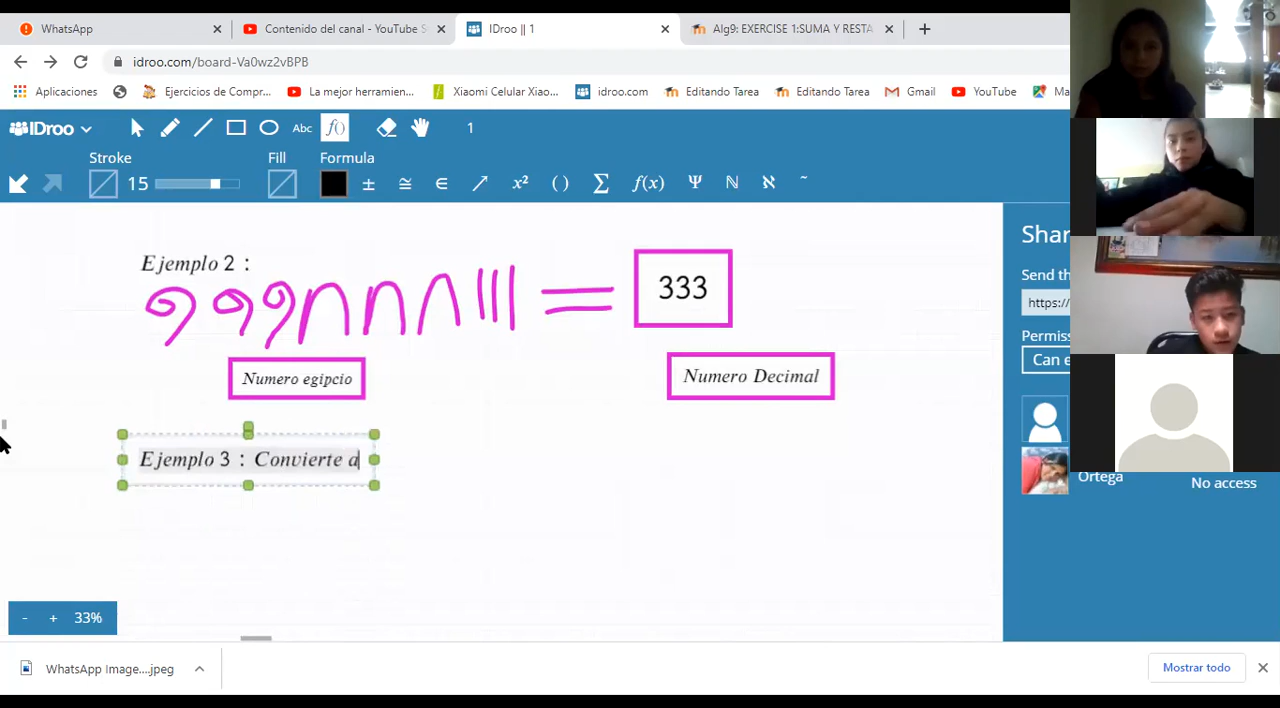 WhatsApp
Contenido del canal - YouTube S
IDroo || 1
Alg9: EXERCISE 1:SUMA Y RESTA
idroo.com/board-Va0wz2vBPB
Aplicaciones
Ejercicios de Compr...
La mejor herramien...
Xiaomi Celular Xiao...
idroo.com
Editando Tarea
Editando Tarea
Gmail
YouTube
Ma
IDroo
Abc
f()
1
Stroke
Fill
Formula
15
± ≅ ∈ x² ( ) ∑ f(x) Ψ ℕ ℵ ~
Ejemplo 2 :
= 333
Numero egipcio
Numero Decimal
Ejemplo 3 : Convierte a
Shar
Send th
https:/
Permis
Can e
Ortega
No access
- + 33%
WhatsApp Image....jpeg
Mostrar todo